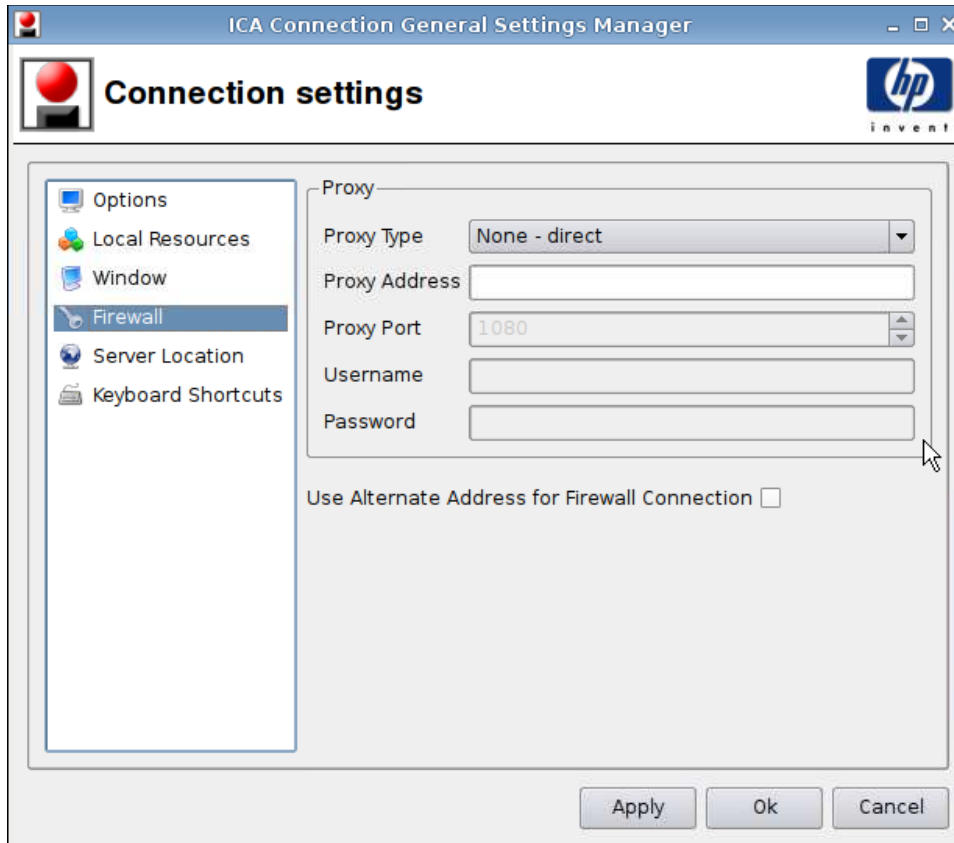 ICA Connection General Settings Manager
Connection settings
hp
invent
Options
Local Resources
Window
Firewall
Server Location
Keyboard Shortcuts
Proxy
Proxy Type None - direct
Proxy Address
Proxy Port 1080
Username
Password
Use Alternate Address for Firewall Connection
Apply Ok Cancel